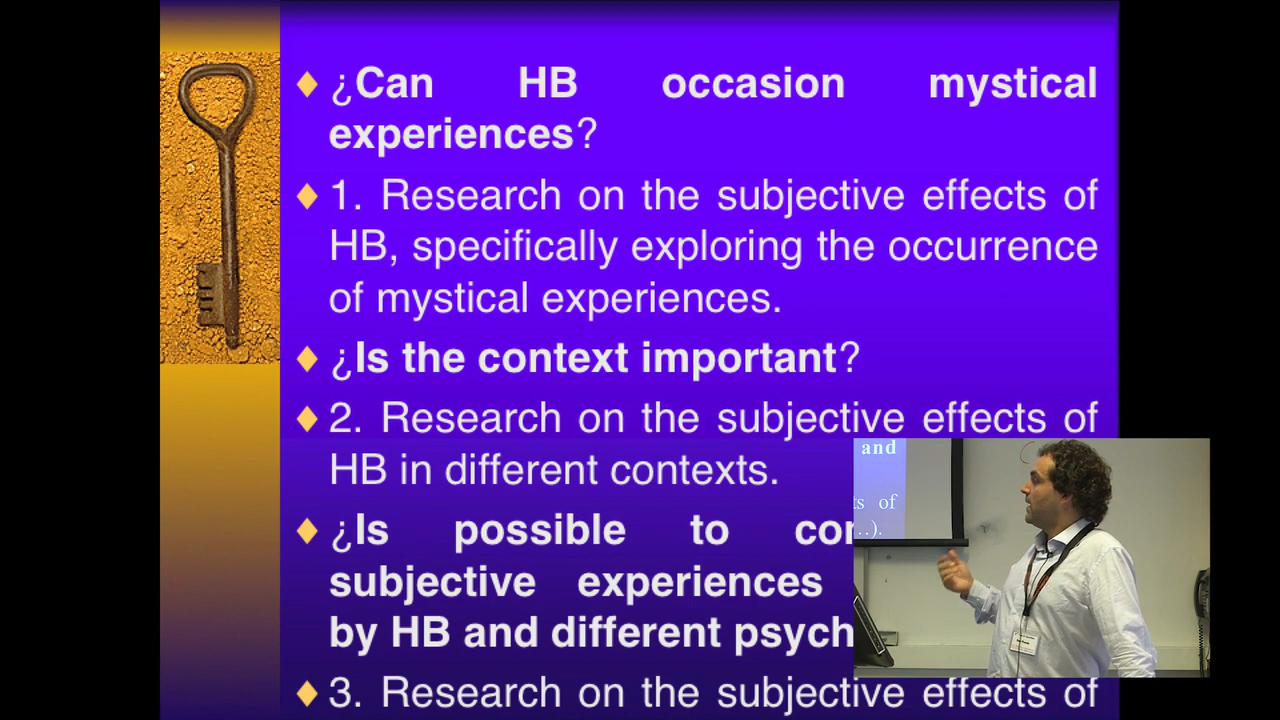 ¿Can HB occasion mystical
experiences?
1. Research on the subjective effects of
HB, specifically exploring the occurrence
of mystical experiences.
¿Is the context important?
2. Research on the subjective effects of
HB in different contexts.
¿Is possible to
subjective experiences
by HB and different
3. Research on the subjective effects of
and
of
..).